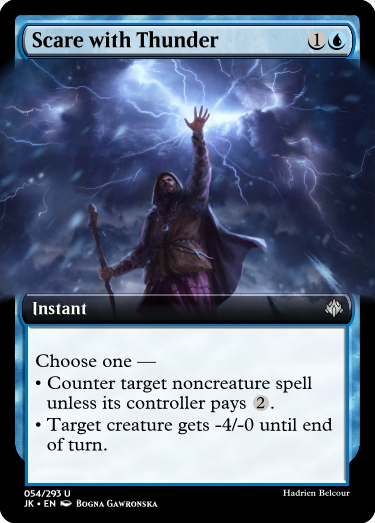 Scare with Thunder 1
Instant
Choose one —
• Counter target noncreature spell
unless its controller pays 2.
• Target creature gets -4/-0 until end
of turn.
054/293 U
JK • EN Bogna Gawronska
Hadrien Belcour